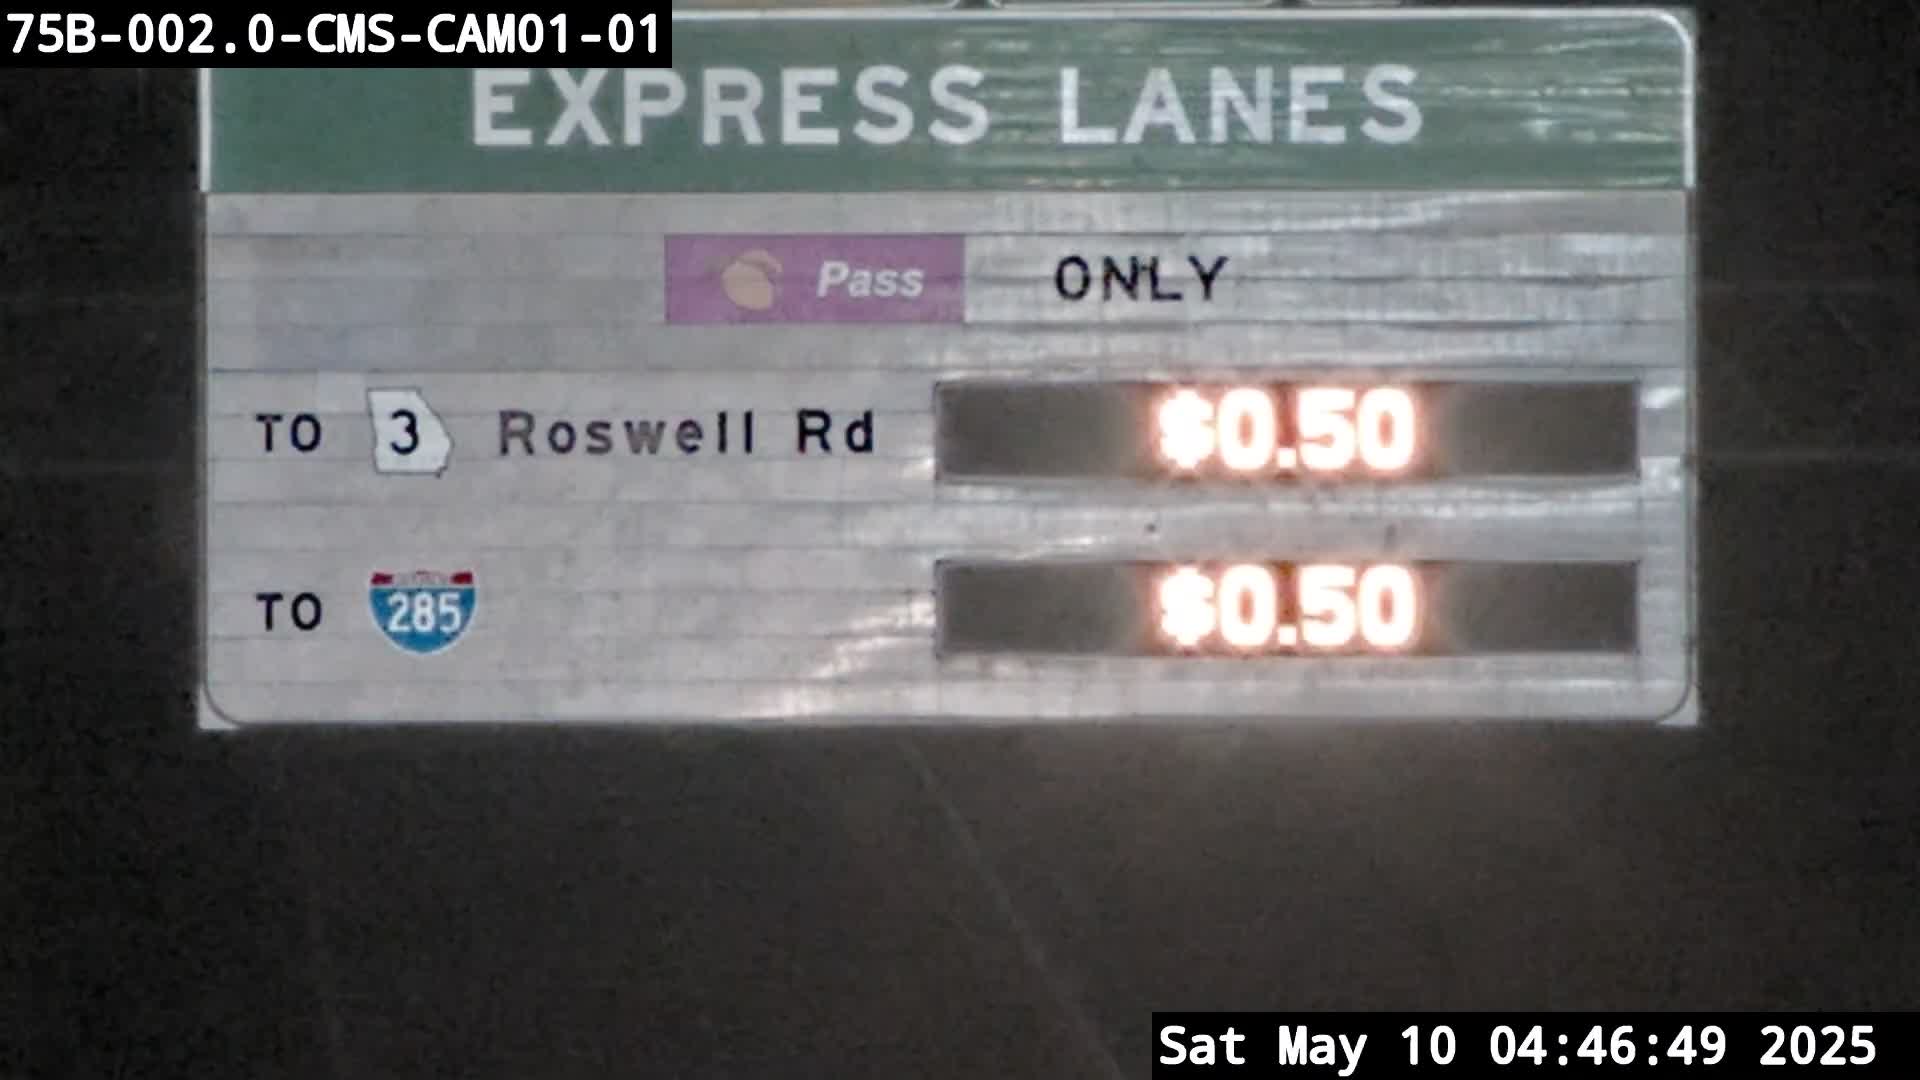 75B-002.0-CMS-CAM01-01
EXPRESS LANES
Pass ONLY
TO 3 Roswell Rd $0.50
TO 285 $0.50
Sat May 10 04:46:49 2025